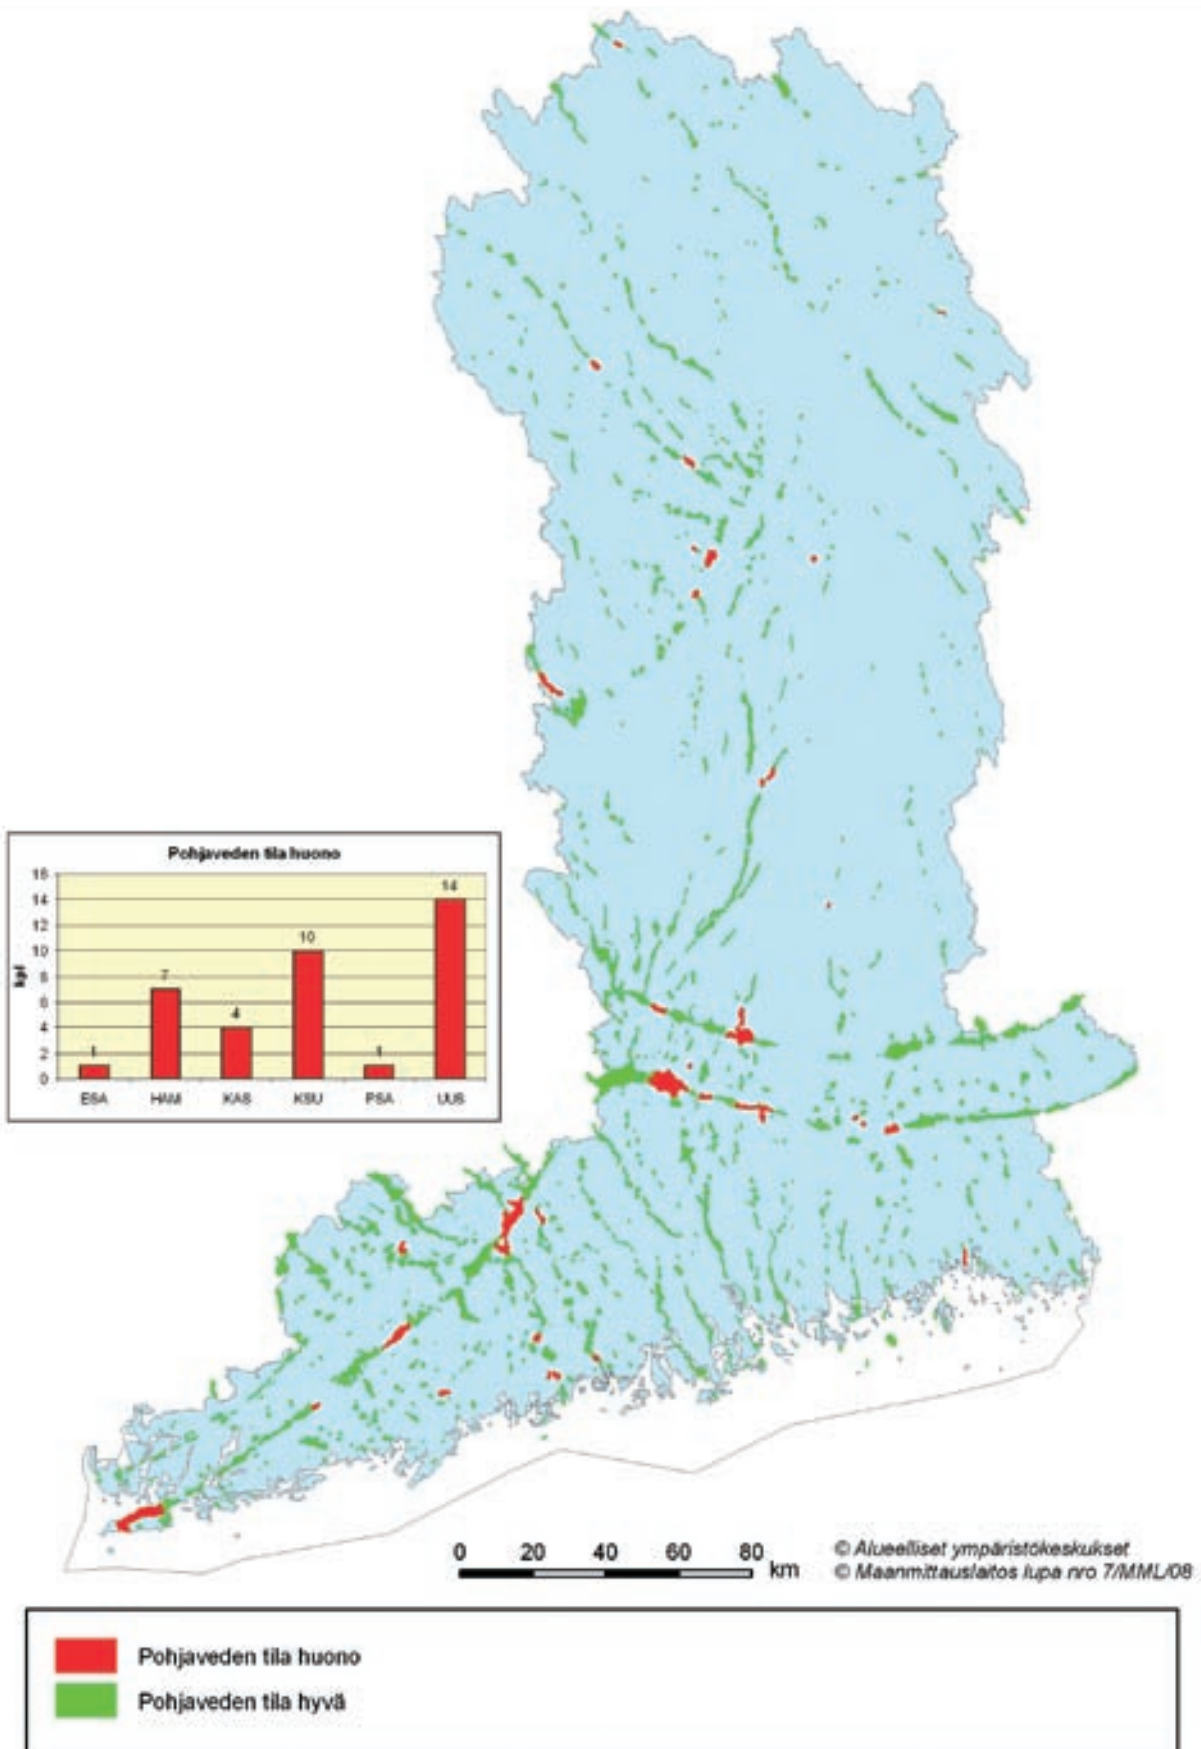 Pohjaveden tila huono
kpl
16
14
12
10
8
6
4
2
0
1
7
4
10
1
14
ESA HAM KAS KSU PSA UUS
0 20 40 60 80 km
© Alueelliset ympäristökeskukset
© Maanmittauslaitos lupa nro 7/MML/08
Pohjaveden tila huono
Pohjaveden tila hyvä